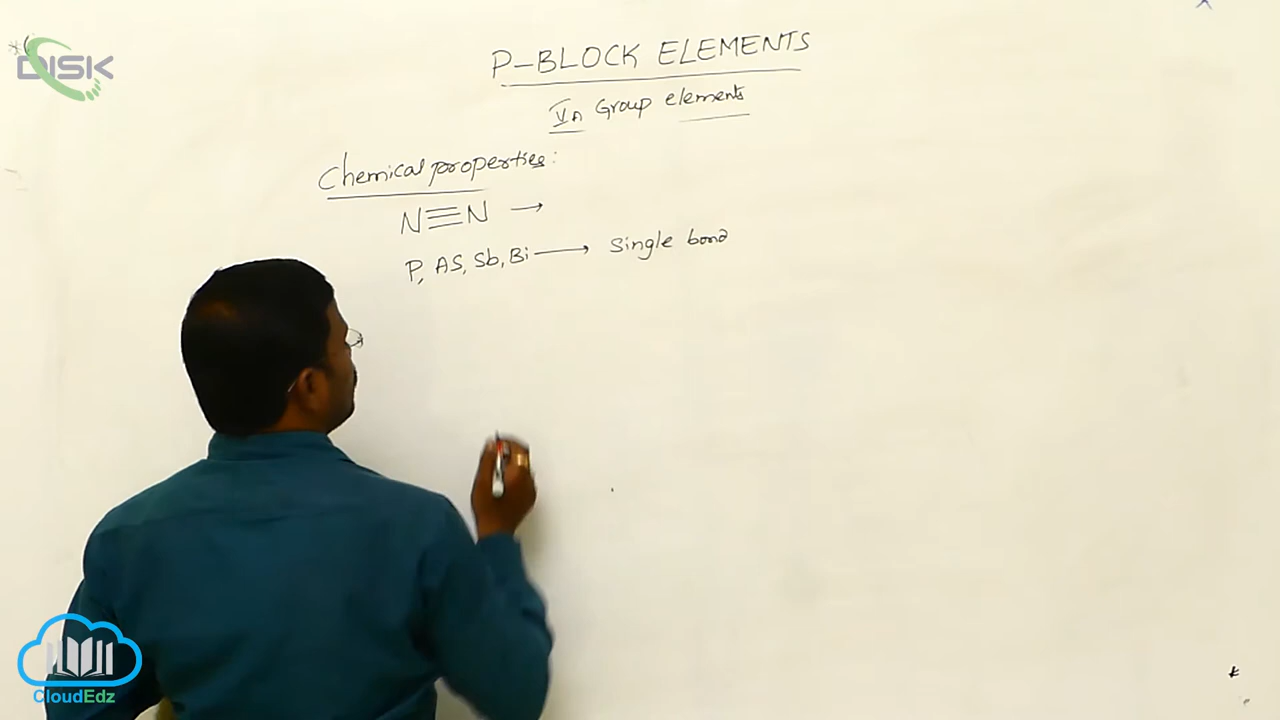 DISK
P-BLOCK ELEMENTS
VA Group elements
Chemical properties:
N≡N →
P, AS, Sb, Bi → Single bond
CloudEdz